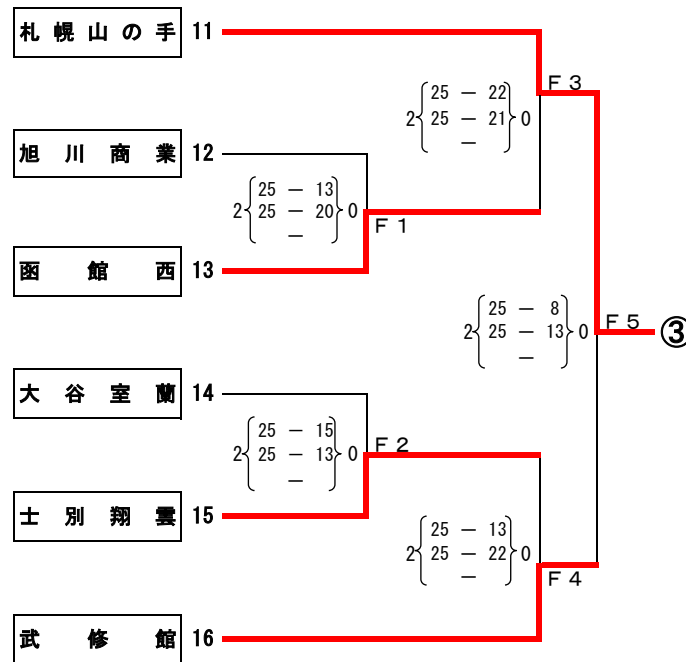 札幌山の手 11
F 3
25 − 22
2 25 − 21 0
−
旭川商業 12
25 − 13
2 25 − 20 0
−
F 1
函館西 13
25 − 8
2 25 − 13 0
−
F 5 ③
大谷室蘭 14
25 − 15
2 25 − 13 0
−
F 2
士別翔雲 15
25 − 13
2 25 − 22 0
−
F 4
武修館 16